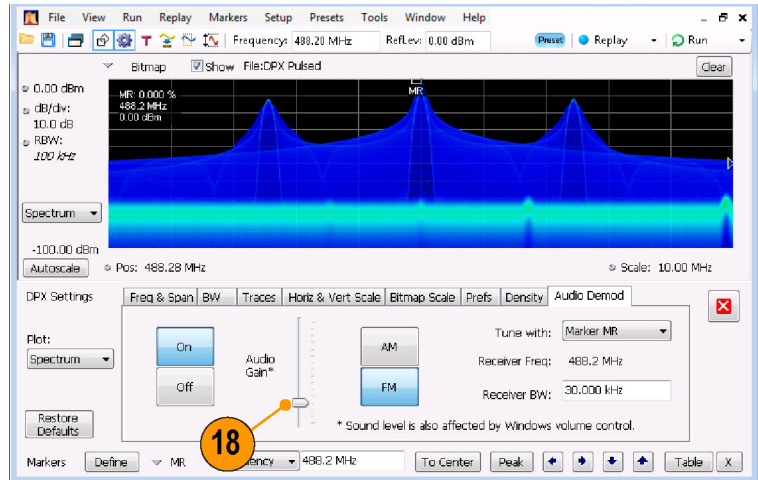 File View Run Replay Markers Setup Presets Tools Window Help
T Frequency: 488.20 MHz RefLev: 0.00 dBm Preset Replay Run
Bitmap Show File:DPX Pulsed Clear
0.00 dBm
dB/div:
10.0 dB
RBW:
100 kHz
MR: 0.000 %
488.2 MHz
0.00 dBm
MR
Spectrum
-100.00 dBm
Autoscale Pos: 488.28 MHz Scale: 10.00 MHz
DPX Settings Freq & Span BW Traces Horiz & Vert Scale Bitmap Scale Prefs Density Audio Demod
Plot:
Spectrum
Restore
Defaults
On
Off
Audio
Gain*
AM
FM
Tune with: Marker MR
Receiver Freq: 488.2 MHz
Receiver BW: 30.000 kHz
* Sound level is also affected by Windows volume control.
18
Markers Define MR 488.2 MHz To Center Peak Table X